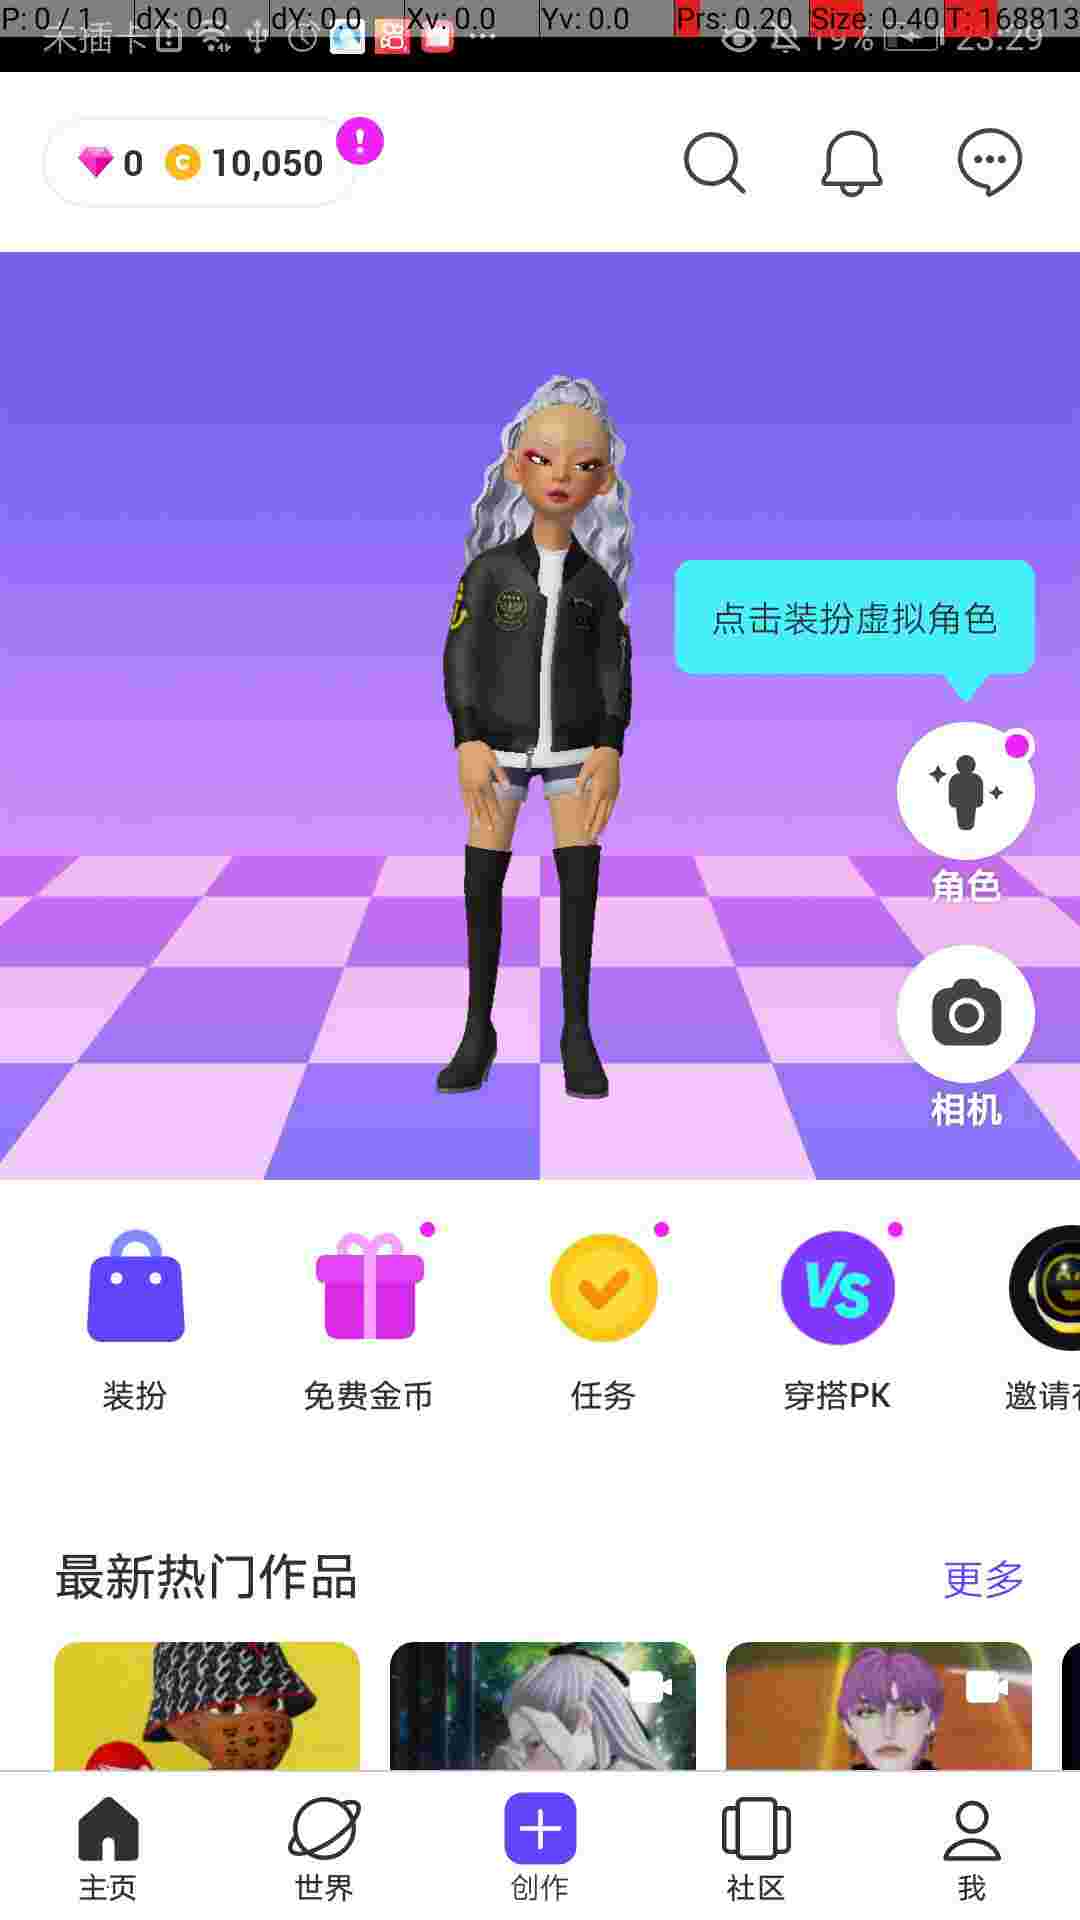 P: 0 / 1 dX: 0.0 dY: 0.0 Xv: 0.0 Yv: 0.0 Prs: 0.20 Size: 0.40 T: 168813
未插卡 19% 23:29
0 10,050
点击装扮虚拟角色
角色
相机
装扮 免费金币 任务 穿搭PK 邀请
VS
最新热门作品 更多
主页 世界 创作 社区 我